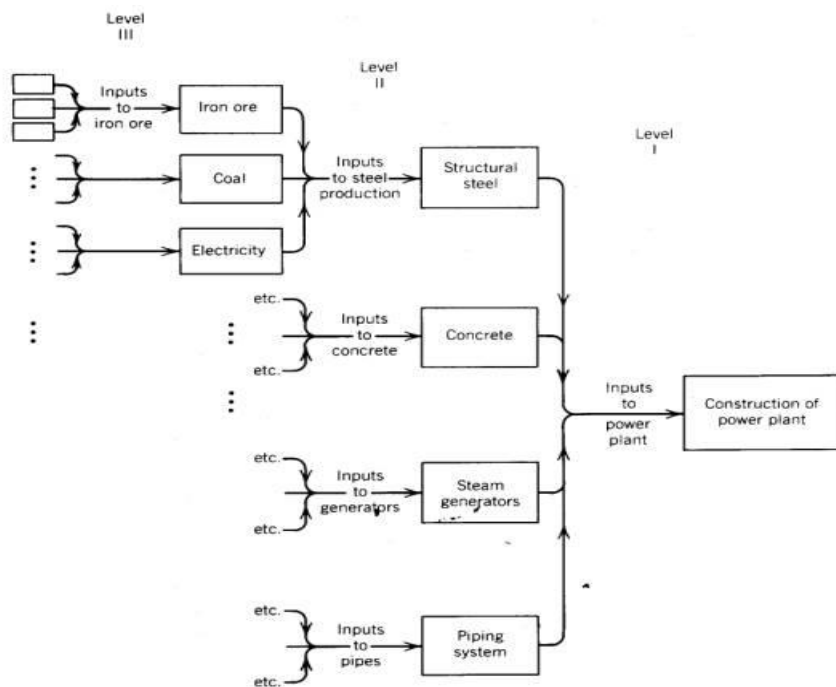 Level
III
Level
II
Level
I
Inputs
to
iron ore
Iron ore
Coal
Electricity
Inputs
to steel
production
Structural
steel
etc.
etc.
Inputs
to
concrete
Concrete
Inputs
to
power
plant
Construction of
power plant
etc.
etc.
Inputs
to
generators
Steam
generators
etc.
etc.
Inputs
to
pipes
Piping
system